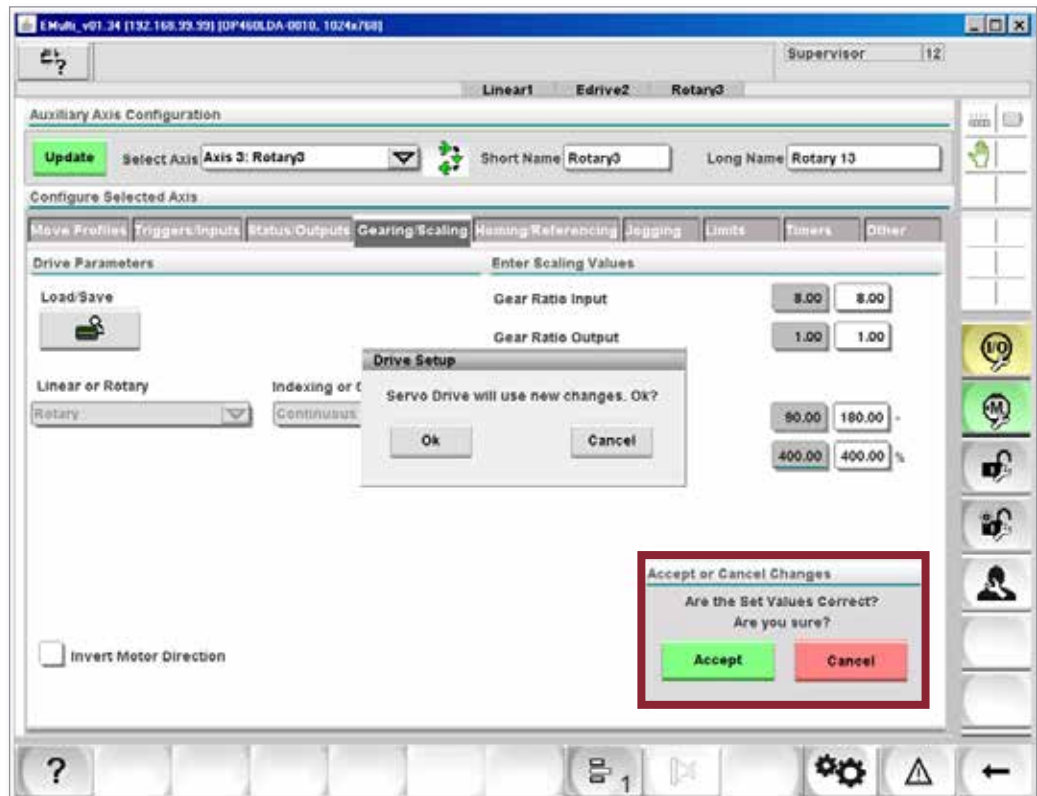 EMulti_v01.34 [192.168.99.99] [OP460LDA-0010, 1024x768]
Supervisor 12
Linear1 Edrive2 Rotary3
Auxiliary Axis Configuration
Update Select Axis Axis 3: Rotary3 Short Name Rotary3 Long Name Rotary 13
Configure Selected Axis
Move Profiles Triggers/Inputs Status/Outputs Gearing/Scaling Homing/Referencing Jogging Limits Timers Other
Drive Parameters Enter Scaling Values
Load/Save Gear Ratio Input 8.00 8.00
Gear Ratio Output 1.00 1.00
Drive Setup
Linear or Rotary Indexing or
Servo Drive will use new changes. Ok?
Rotary Continuous 90.00 180.00 °
Ok Cancel
400.00 400.00 %
Accept or Cancel Changes
Are the Set Values Correct?
Are you sure?
Invert Motor Direction Accept Cancel
I/O
M
? 1